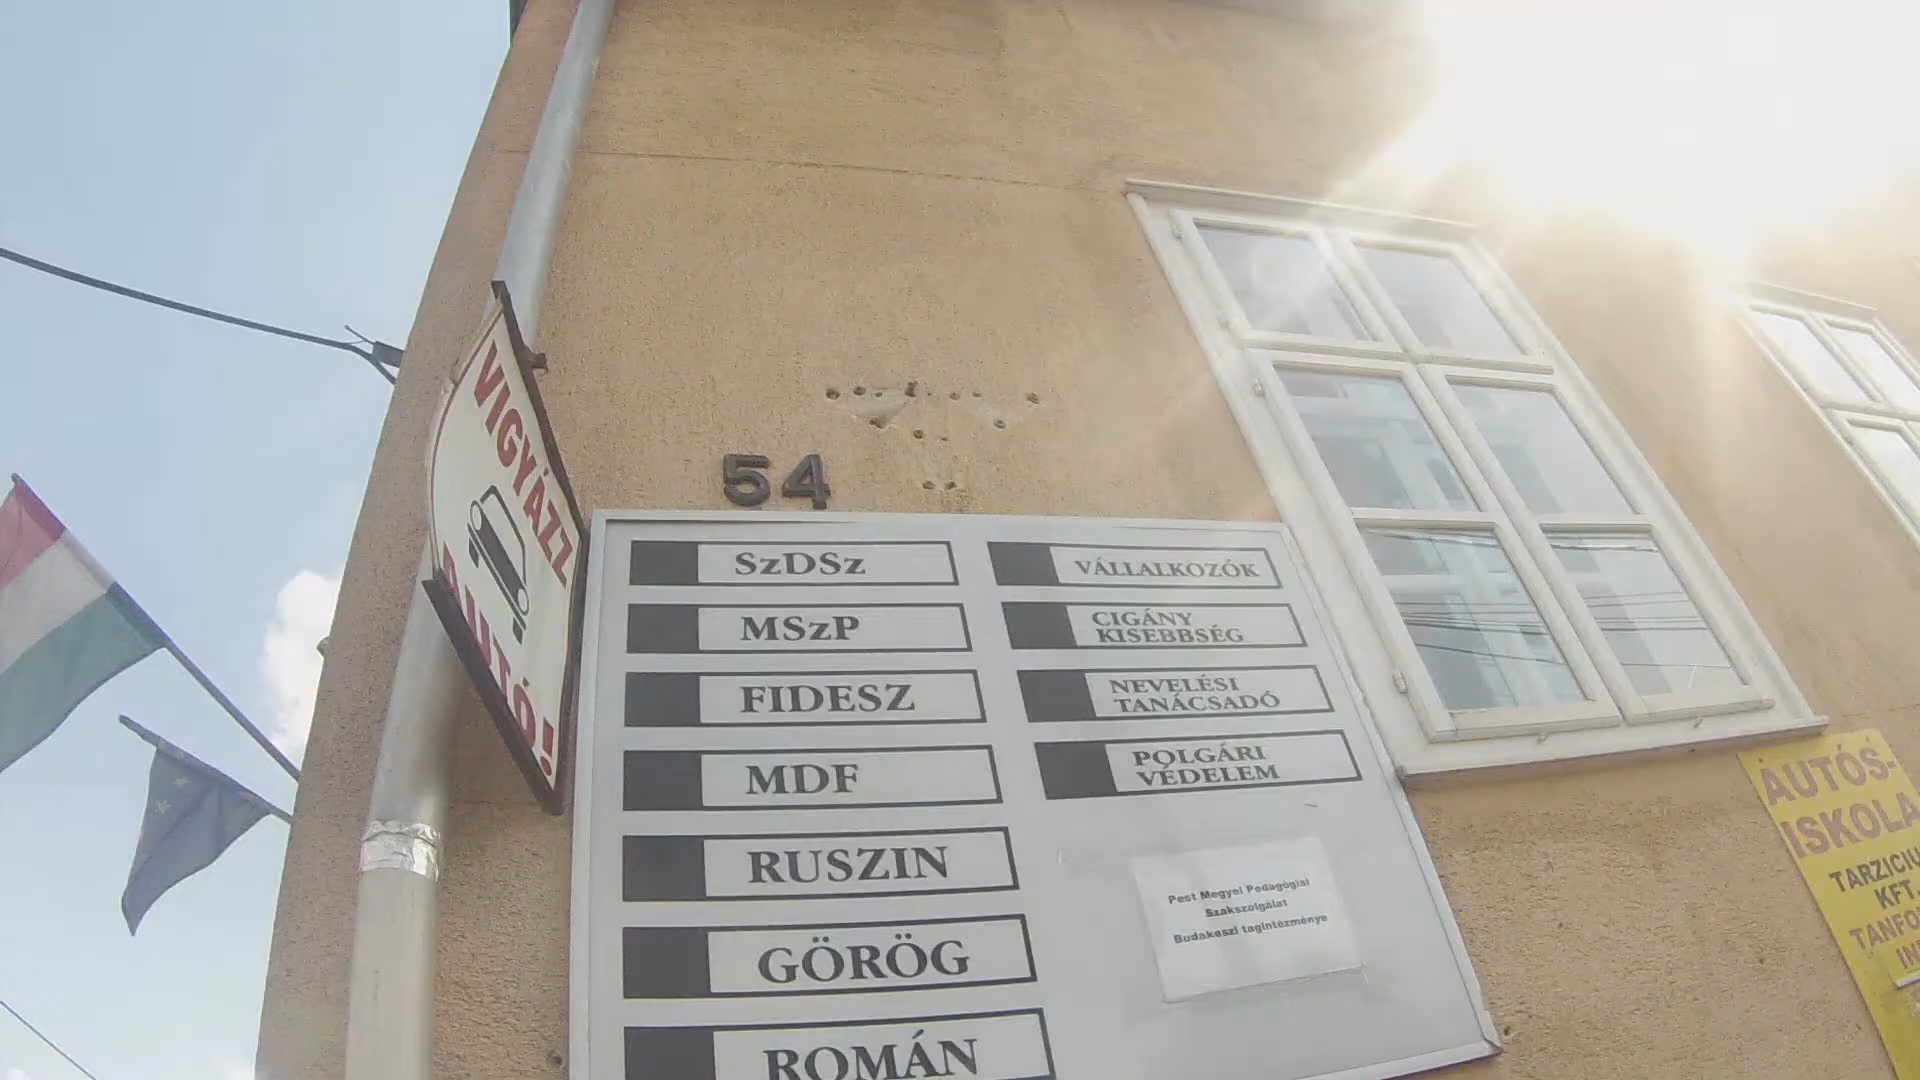 VIGYÁZZ
AUTÓ!
54
SzDSz
MSzP
FIDESZ
MDF
RUSZIN
GÖRÖG
ROMÁN
VÁLLALKOZÓK
CIGÁNY
KISEBBSÉG
NEVELÉSI
TANÁCSADÓ
POLGÁRI
VÉDELEM
Pest Megyei Pedagógiai
Szakszolgálat
Budakeszi tagintézménye
AUTÓS-
ISKOLA
KFT.